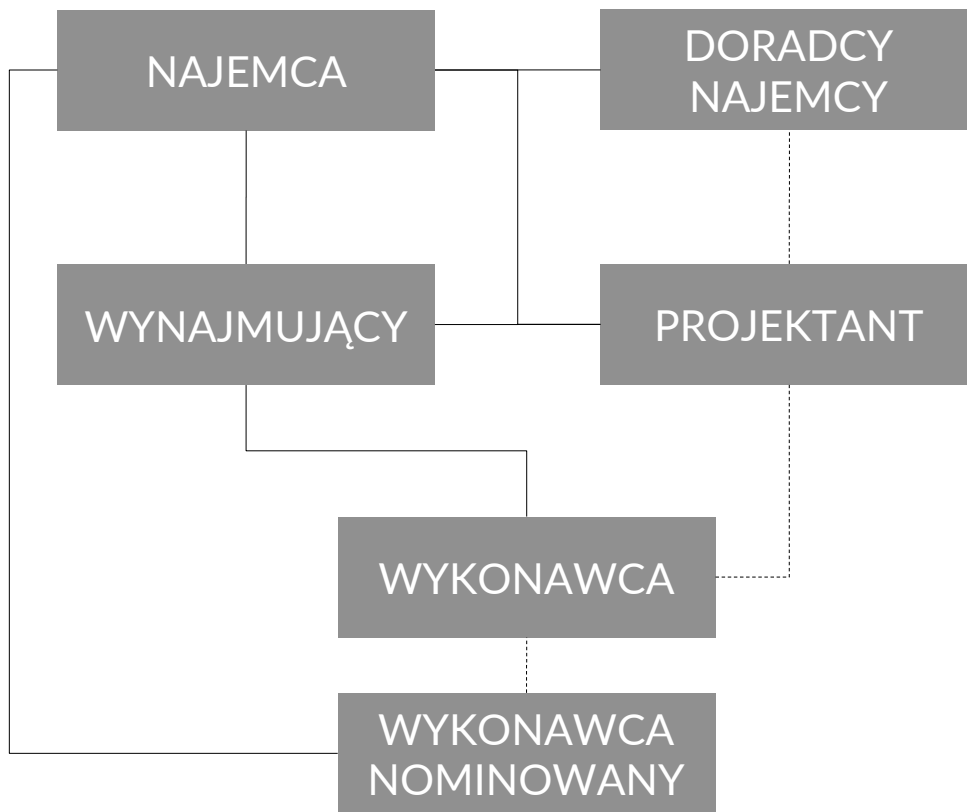 NAJEMCA
DORADCY
NAJEMCY
WYNAJMUJĄCY
PROJEKTANT
WYKONAWCA
WYKONAWCA
NOMINOWANY